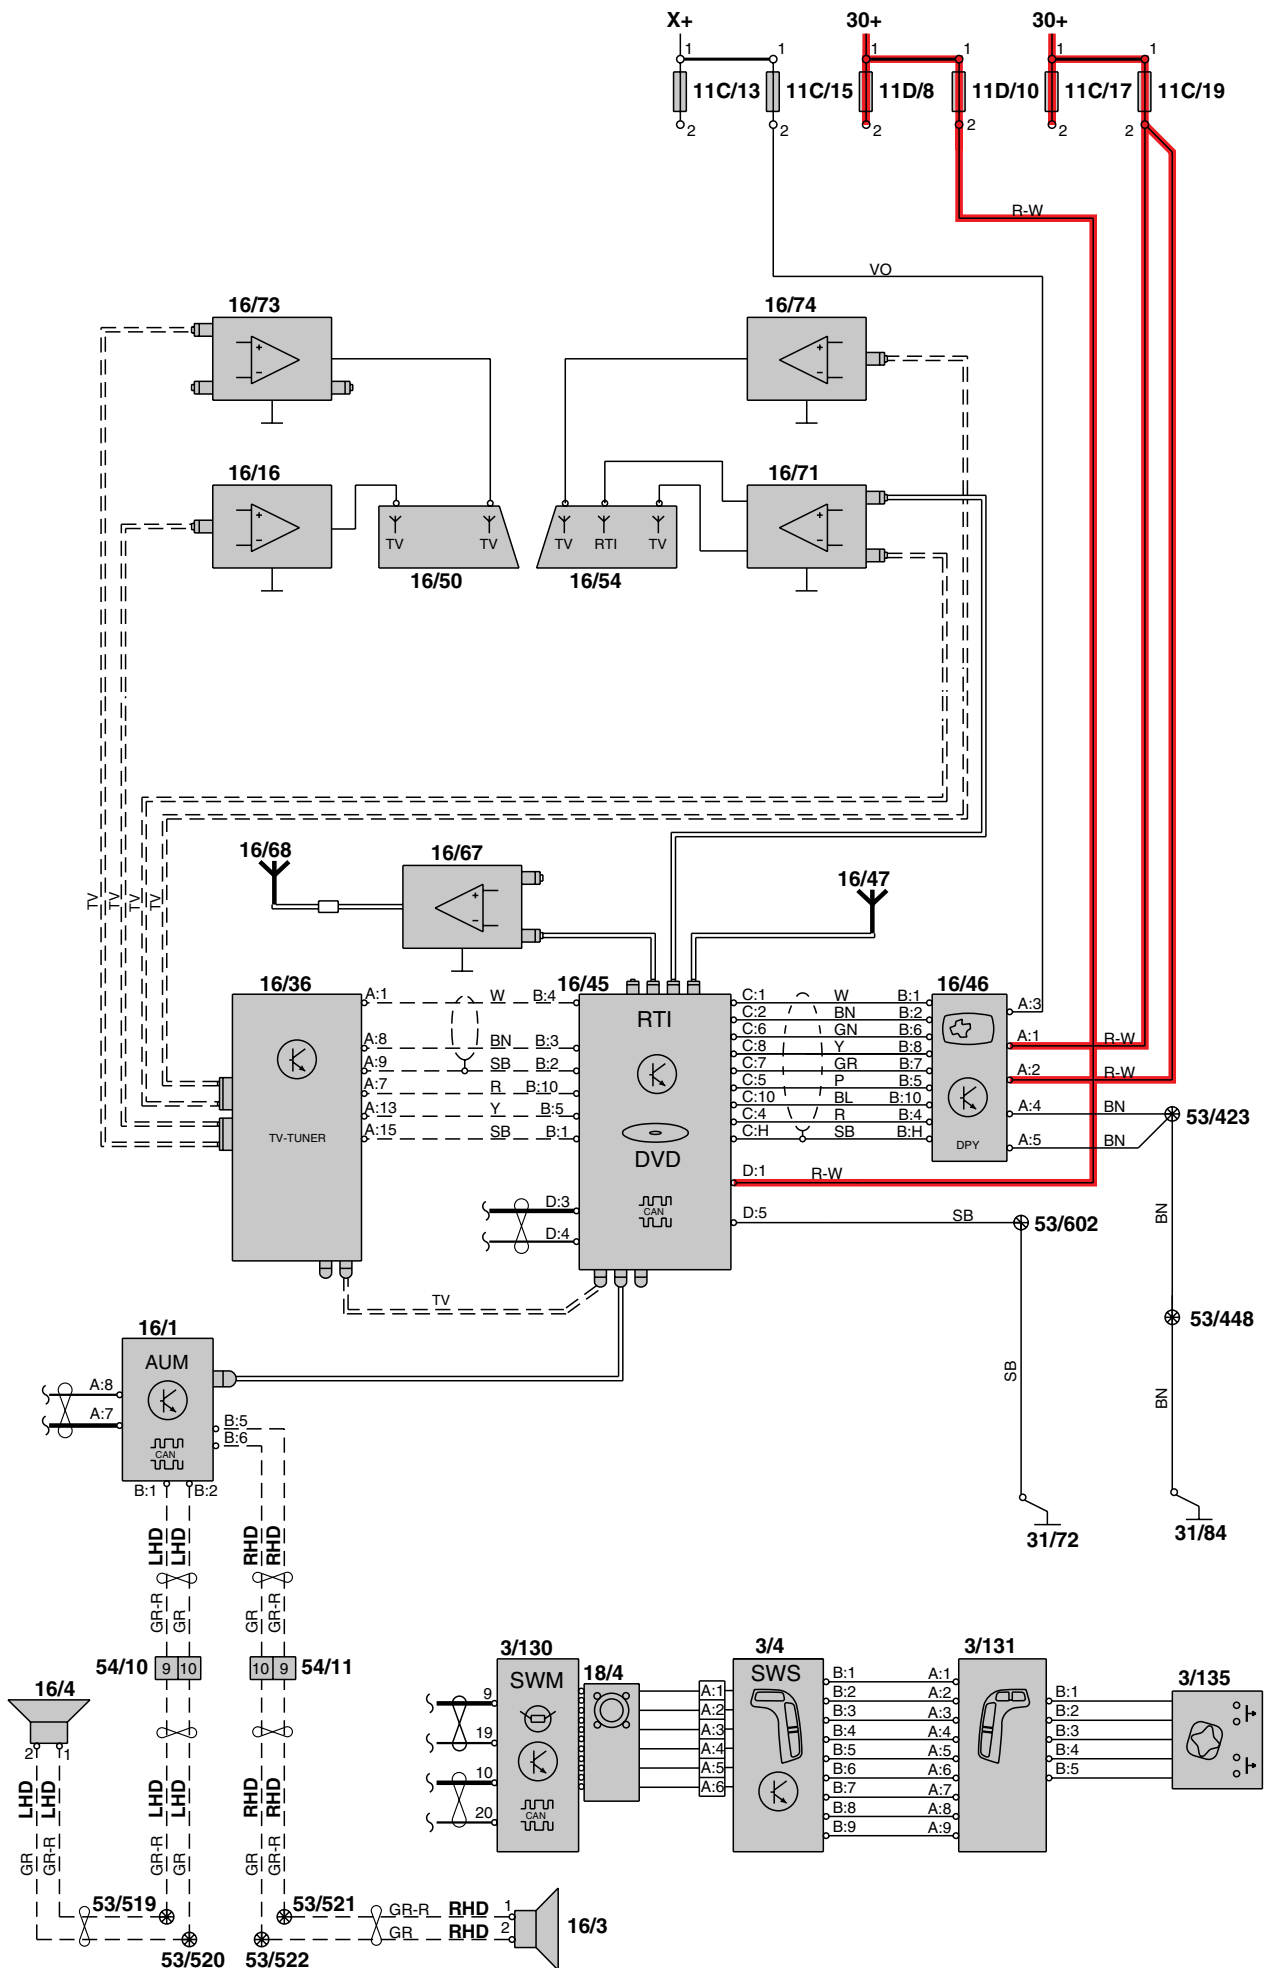 X+ 30+ 30+
1 1 1 1 1 1
11C/13 11C/15 11D/8 11D/10 11C/17 11C/19
2 2 2 2 2 2
R-W
VO
16/73 16/74
+ +
- -
16/16 16/71
+ +
- -
TV TV TV RTI TV
16/50 16/54
TV TV TV TV
16/68 16/67 16/47
+
-
16/36 16/45 16/46
A:1 W B:4 C:1 W B:1 A:3
RTI
C:2 BN B:2
C:6 GN B:6
A:8 BN B:3 C:8 Y B:8 A:1 R-W
A:9 SB B:2 C:7 GR B:7 A:2 R-W
A:7 R B:10 C:5 P B:5
C:10 BL B:10
A:13 Y B:5 C:4 R B:4 A:4 BN 53/423
A:15 SB B:1 C:H SB B:H A:5 BN
TV-TUNER DPY
DVD
D:1 R-W
D:3 CAN
D:4 D:5 SB 53/602
BN
TV
53/448
16/1
AUM
A:8
A:7
SB BN
B:5
CAN B:6
B:1 B:2
31/72 31/84
LHD LHD RHD RHD
GR-R GR GR GR-R
54/10 9 10 10 9 54/11
16/4
2 1
LHD LHD LHD LHD RHD RHD
GR GR-R GR-R GR GR GR-R
53/519 53/521 GR-R RHD 1
GR RHD 2 16/3
53/520 53/522
3/130 3/4 3/131
SWM 18/4 SWS 3/135
9 A:1 B:1 A:1 B:1
A:2 B:2 A:2 B:2
19 A:3 B:3 A:3 B:3
A:4 B:4 A:4 B:4
10 A:5 B:5 A:5 B:5
A:6 B:6 A:6
B:7 A:7
20 CAN B:8 A:8
B:9 A:9